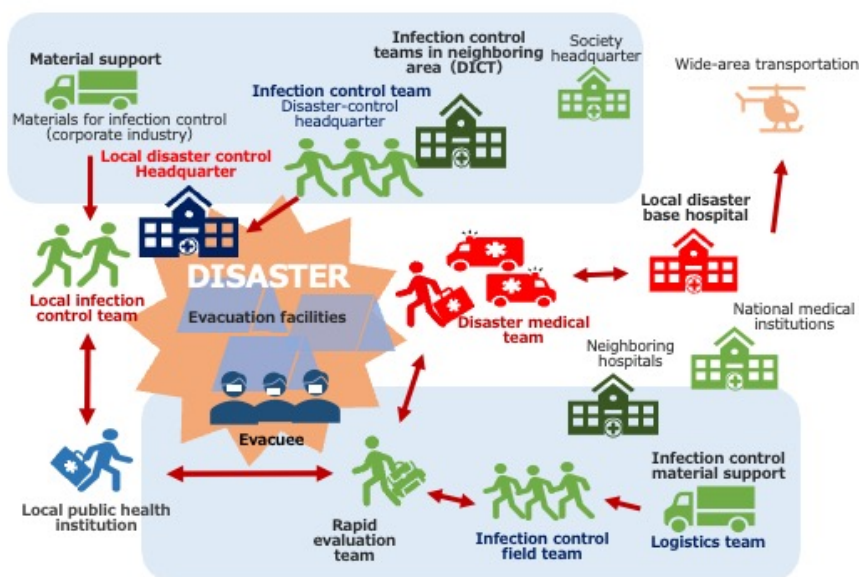 Material support
Materials for infection control
(corporate industry)
Infection control team
Disaster-control
headquarter
Infection control
teams in neighboring
area (DICT)
Society
headquarter
Wide-area transportation
Local disaster control
Headquarter
Local disaster
base hospital
DISASTER
Evacuation facilities
Local infection
control team
Disaster medical
team
National medical
institutions
Neighboring
hospitals
Evacuee
Local public health
institution
Rapid
evaluation
team
Infection control
field team
Infection control
material support
Logistics team